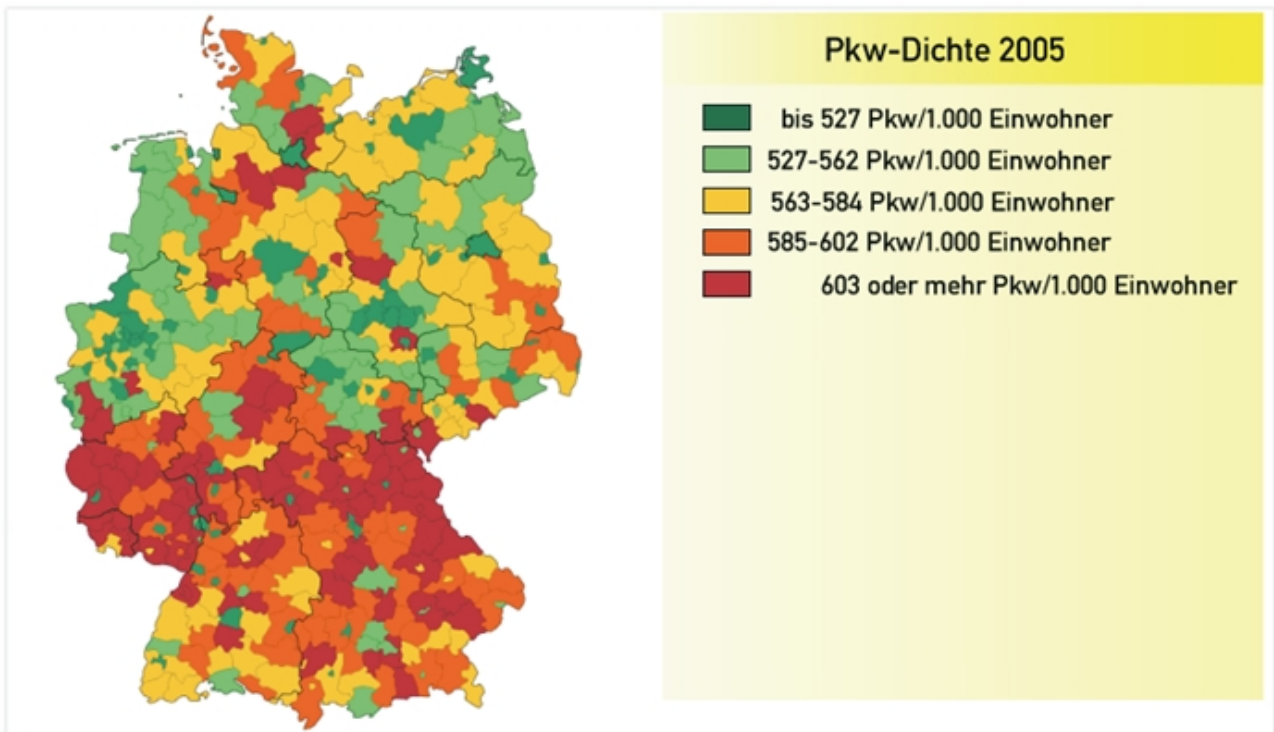 Pkw-Dichte 2005
bis 527 Pkw/1.000 Einwohner
527-562 Pkw/1.000 Einwohner
563-584 Pkw/1.000 Einwohner
585-602 Pkw/1.000 Einwohner
603 oder mehr Pkw/1.000 Einwohner